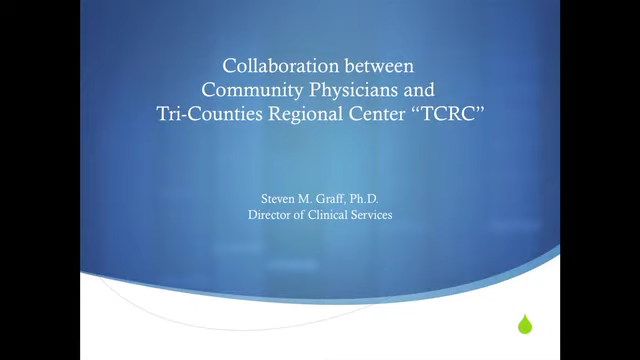 Collaboration between
Community Physicians and
Tri-Counties Regional Center “TCRC”
Steven M. Graff, Ph.D.
Director of Clinical Services